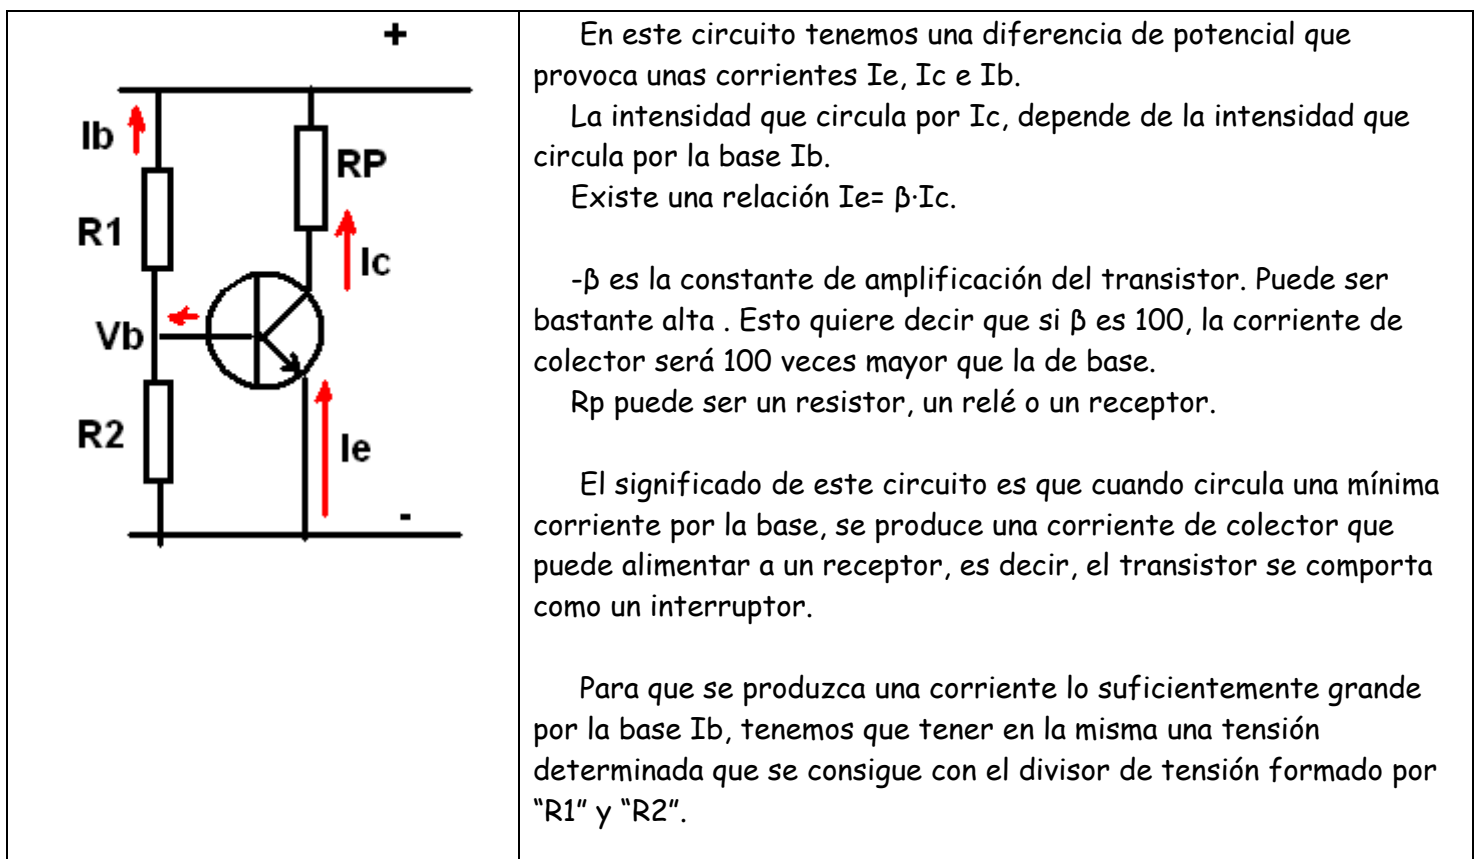 +
Ib
RP
R1
Ic
Vb
R2
Ie
-
En este circuito tenemos una diferencia de potencial que
provoca unas corrientes Ie, Ic e Ib.
La intensidad que circula por Ic, depende de la intensidad que
circula por la base Ib.
Existe una relación Ie= β·Ic.
-β es la constante de amplificación del transistor. Puede ser
bastante alta . Esto quiere decir que si β es 100, la corriente de
colector será 100 veces mayor que la de base.
Rp puede ser un resistor, un relé o un receptor.
El significado de este circuito es que cuando circula una mínima
corriente por la base, se produce una corriente de colector que
puede alimentar a un receptor, es decir, el transistor se comporta
como un interruptor.
Para que se produzca una corriente lo suficientemente grande
por la base Ib, tenemos que tener en la misma una tensión
determinada que se consigue con el divisor de tensión formado por
“R1” y “R2”.